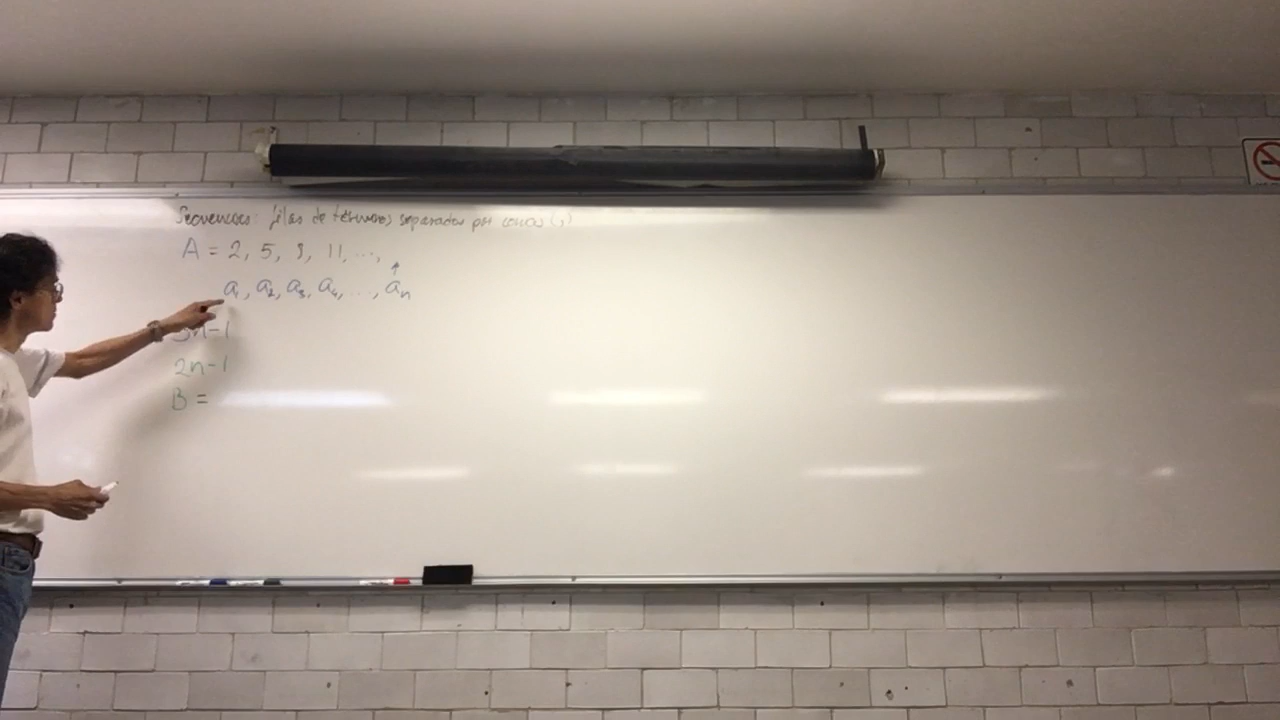 Secuencias: filas de términos separados por comas (,)
A = 2, 5, 8, 11, ...,
a₁, a₂, a₃, a₄, ..., aₙ
3n-1
2n-1
B =